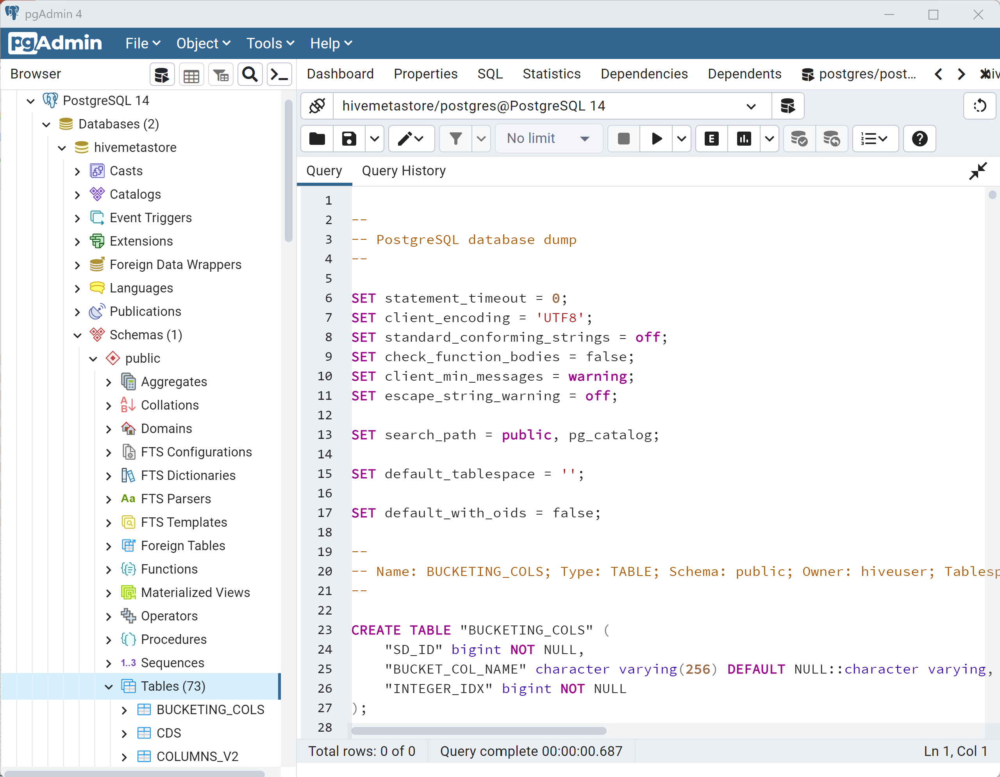 pgAdmin 4
pgAdmin File Object Tools Help
Browser
PostgreSQL 14
Databases (2)
hivemetastore
Casts
Catalogs
Event Triggers
Extensions
Foreign Data Wrappers
Languages
Publications
Schemas (1)
public
Aggregates
Collations
Domains
FTS Configurations
FTS Dictionaries
Aa FTS Parsers
FTS Templates
Foreign Tables
Functions
Materialized Views
Operators
Procedures
1..3 Sequences
Tables (73)
BUCKETING_COLS
CDS
COLUMNS_V2
Dashboard Properties SQL Statistics Dependencies Dependents postgres/post...
hivemetastore/postgres@PostgreSQL 14
No limit E
Query Query History
1
2 --
3 -- PostgreSQL database dump
4 --
5
6 SET statement_timeout = 0;
7 SET client_encoding = 'UTF8';
8 SET standard_conforming_strings = off;
9 SET check_function_bodies = false;
10 SET client_min_messages = warning;
11 SET escape_string_warning = off;
12
13 SET search_path = public, pg_catalog;
14
15 SET default_tablespace = '';
16
17 SET default_with_oids = false;
18
19 --
20 -- Name: BUCKETING_COLS; Type: TABLE; Schema: public; Owner: hiveuser; Tablesp
21 --
22
23 CREATE TABLE "BUCKETING_COLS" (
24 "SD_ID" bigint NOT NULL,
25 "BUCKET_COL_NAME" character varying(256) DEFAULT NULL::character varying,
26 "INTEGER_IDX" bigint NOT NULL
27 );
28
Total rows: 0 of 0 Query complete 00:00:00.687 Ln 1, Col 1